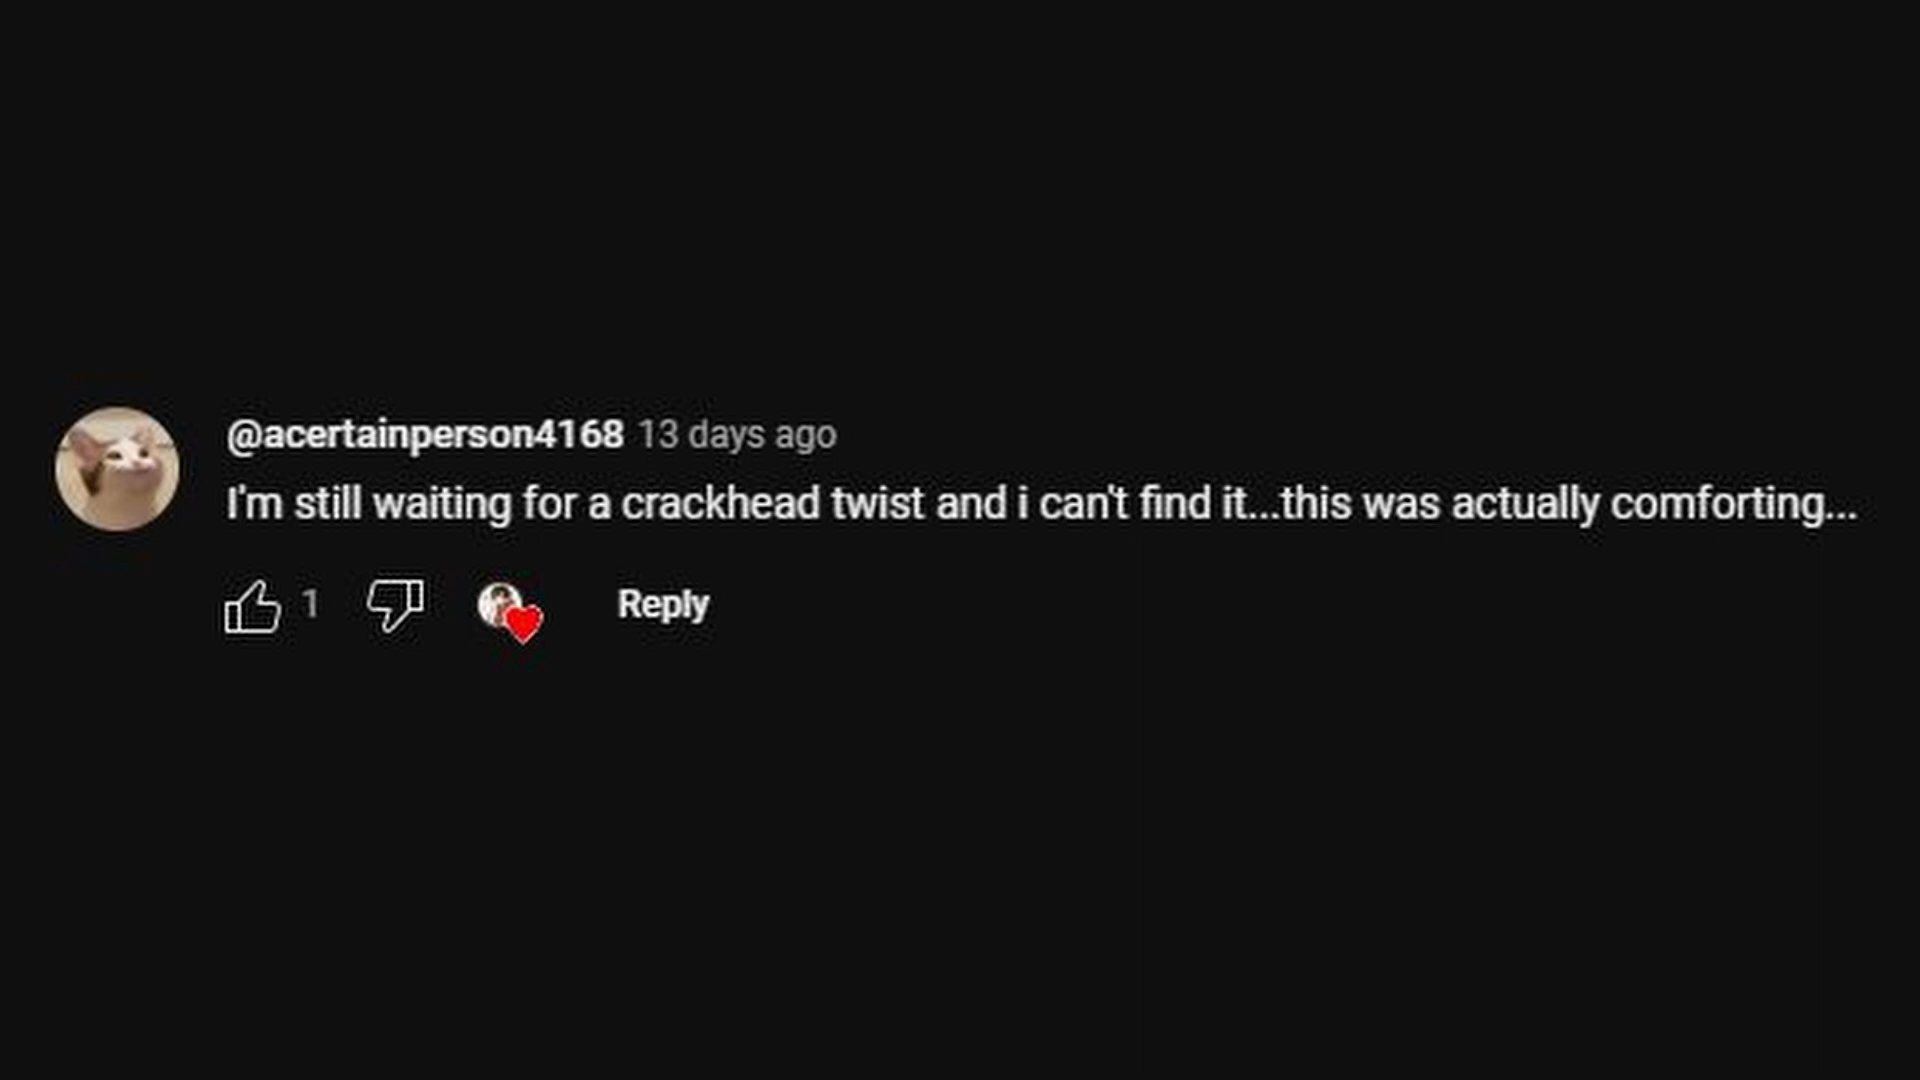 @acertainperson4168 13 days ago
I'm still waiting for a crackhead twist and i can't find it...this was actually comforting...
1 Reply